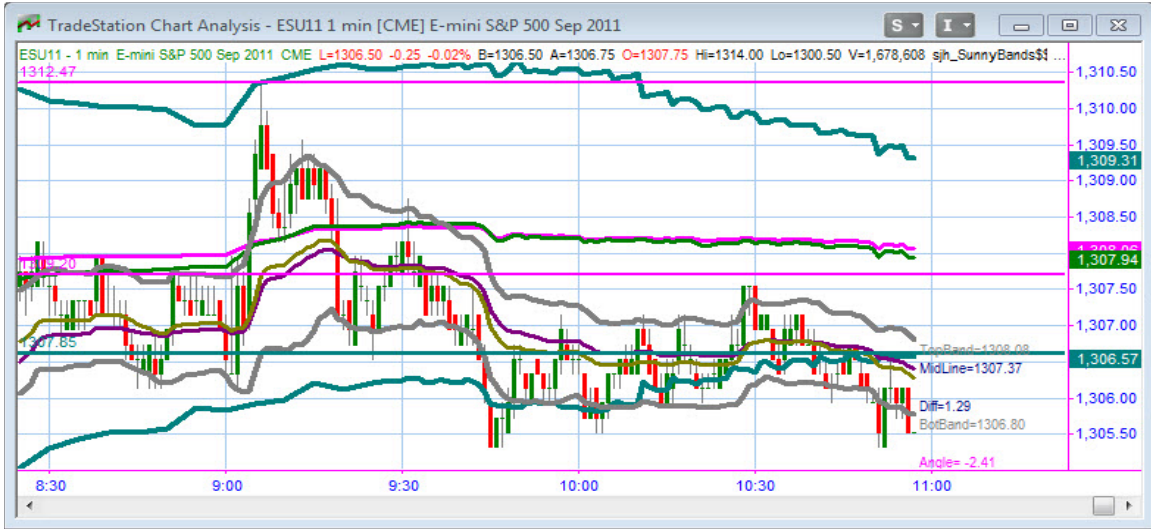 TradeStation Chart Analysis - ESU11 1 min [CME] E-mini S&P 500 Sep 2011
S I
ESU11 - 1 min E-mini S&P 500 Sep 2011 CME L=1306.50 -0.25 -0.02% B=1306.50 A=1306.75 O=1307.75 Hi=1314.00 Lo=1300.50 V=1,678,608 sjh_SunnyBands$$ ...
1312.47
1,310.50
1,310.00
1,309.50
1,309.31
1,309.00
1,308.50
1,308.06
1,307.94
1,307.50
1,307.00
1307.85
TopBand=1308.08
1,306.57
MidLine=1307.37
1,306.00
Diff=1.29
BotBand=1306.80
1,305.50
Angle= -2.41
8:30 9:00 9:30 10:00 10:30 11:00